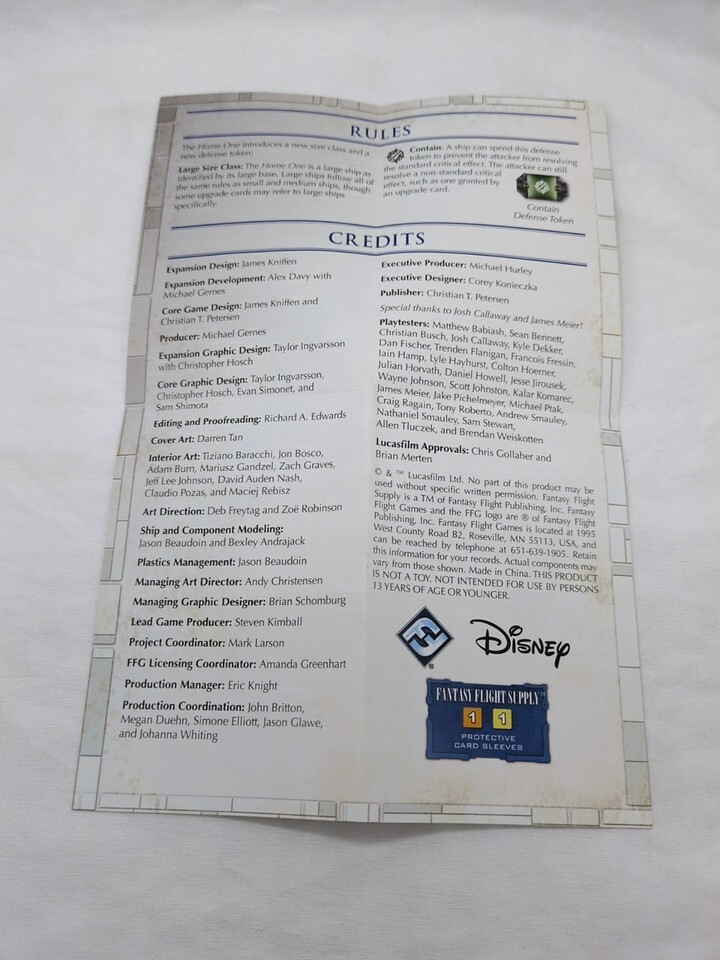 RULES
The Home One introduces a new size class and a
new defense token:
Large Size Class: The Home One is a large ship as
identified by its large base. Large ships follow all of
the same rules as small and medium ships, though
some upgrade cards may refer to large ships
specifically.
Contain: A ship can spend this defense
token to prevent the attacker from resolving
the standard critical effect. The attacker can still
resolve a non-standard critical
effect, such as one granted by
an upgrade card.
Contain
Defense Token
CREDITS
Expansion Design: James Kniffen
Expansion Development: Alex Davy with
Michael Gernes
Core Game Design: James Kniffen and
Christian T. Petersen
Producer: Michael Gernes
Expansion Graphic Design: Taylor Ingvarsson
with Christopher Hosch
Core Graphic Design: Taylor Ingvarsson,
Christopher Hosch, Evan Simonet, and
Sam Shimota
Editing and Proofreading: Richard A. Edwards
Cover Art: Darren Tan
Interior Art: Tiziano Baracchi, Jon Bosco,
Adam Burn, Mariusz Gandzel, Zach Graves,
Jeff Lee Johnson, David Auden Nash,
Claudio Pozas, and Maciej Rebisz
Art Direction: Deb Freytag and Zoë Robinson
Ship and Component Modeling:
Jason Beaudoin and Bexley Andrajack
Plastics Management: Jason Beaudoin
Managing Art Director: Andy Christensen
Managing Graphic Designer: Brian Schomburg
Lead Game Producer: Steven Kimball
Project Coordinator: Mark Larson
FFG Licensing Coordinator: Amanda Greenhart
Production Manager: Eric Knight
Production Coordination: John Britton,
Megan Duehn, Simone Elliott, Jason Glawe,
and Johanna Whiting
Executive Producer: Michael Hurley
Executive Designer: Corey Konieczka
Publisher: Christian T. Petersen
Special thanks to Josh Callaway and James Meier!
Playtesters: Matthew Babiash, Sean Bennett,
Christian Busch, Josh Callaway, Kyle Dekker,
Dan Fischer, Trenden Flanigan, Francois Fressin,
Iain Hamp, Lyle Hayhurst, Colton Hoerner,
Julian Horvath, Daniel Howell, Jesse Jirousek,
Wayne Johnson, Scott Johnston, Kalar Komarec,
James Meier, Jake Pichelmeyer, Michael Ptak,
Craig Ragain, Tony Roberto, Andrew Smauley,
Nathaniel Smauley, Sam Stewart,
Allen Tluczek, and Brendan Weiskotten
Lucasfilm Approvals: Chris Gollaher and
Brian Merten
© & ™ Lucasfilm Ltd. No part of this product may be
used without specific written permission. Fantasy Flight
Supply is a TM of Fantasy Flight Publishing, Inc. Fantasy
Flight Games and the FFG logo are ® of Fantasy Flight
Publishing, Inc. Fantasy Flight Games is located at 1995
West County Road B2, Roseville, MN 55113, USA, and
can be reached by telephone at 651-639-1905. Retain
this information for your records. Actual components may
vary from those shown. Made in China. THIS PRODUCT
IS NOT A TOY. NOT INTENDED FOR USE BY PERSONS
13 YEARS OF AGE OR YOUNGER.
®
Disney
FANTASY FLIGHT SUPPLY™
1 1
PROTECTIVE
CARD SLEEVES